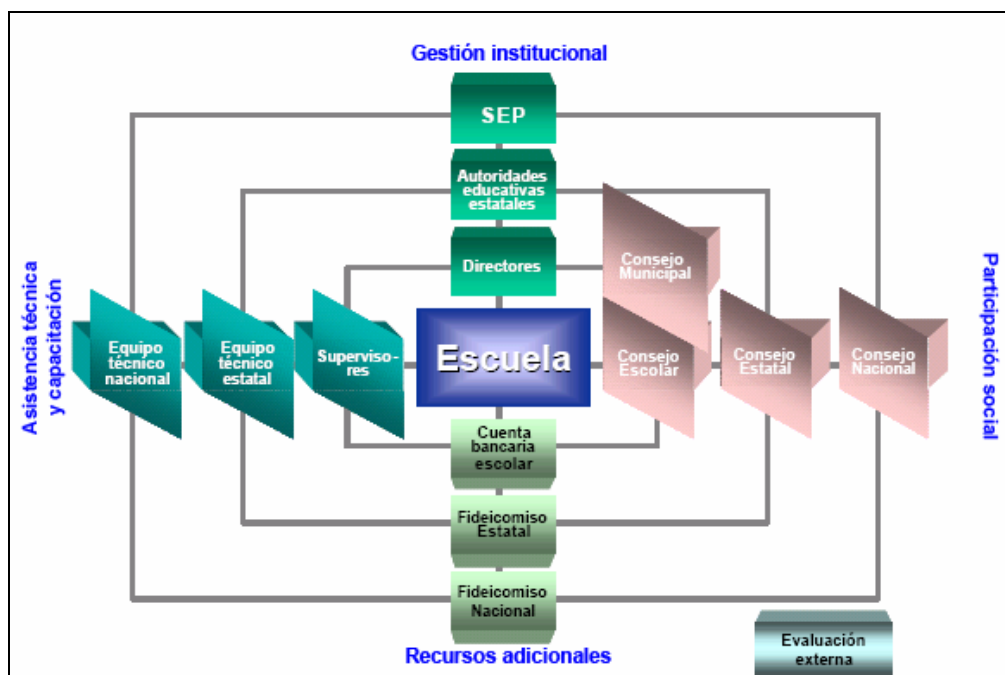 Gestión institucional
SEP
Autoridades
educativas
estatales
Directores
Consejo
Municipal
Asistencia técnica
y capacitación
Equipo
técnico
nacional
Equipo
técnico
estatal
Superviso-
res
Escuela
Consejo
Escolar
Consejo
Estatal
Consejo
Nacional
Participación social
Cuenta
bancaria
escolar
Fideicomiso
Estatal
Fideicomiso
Nacional
Recursos adicionales
Evaluación
externa